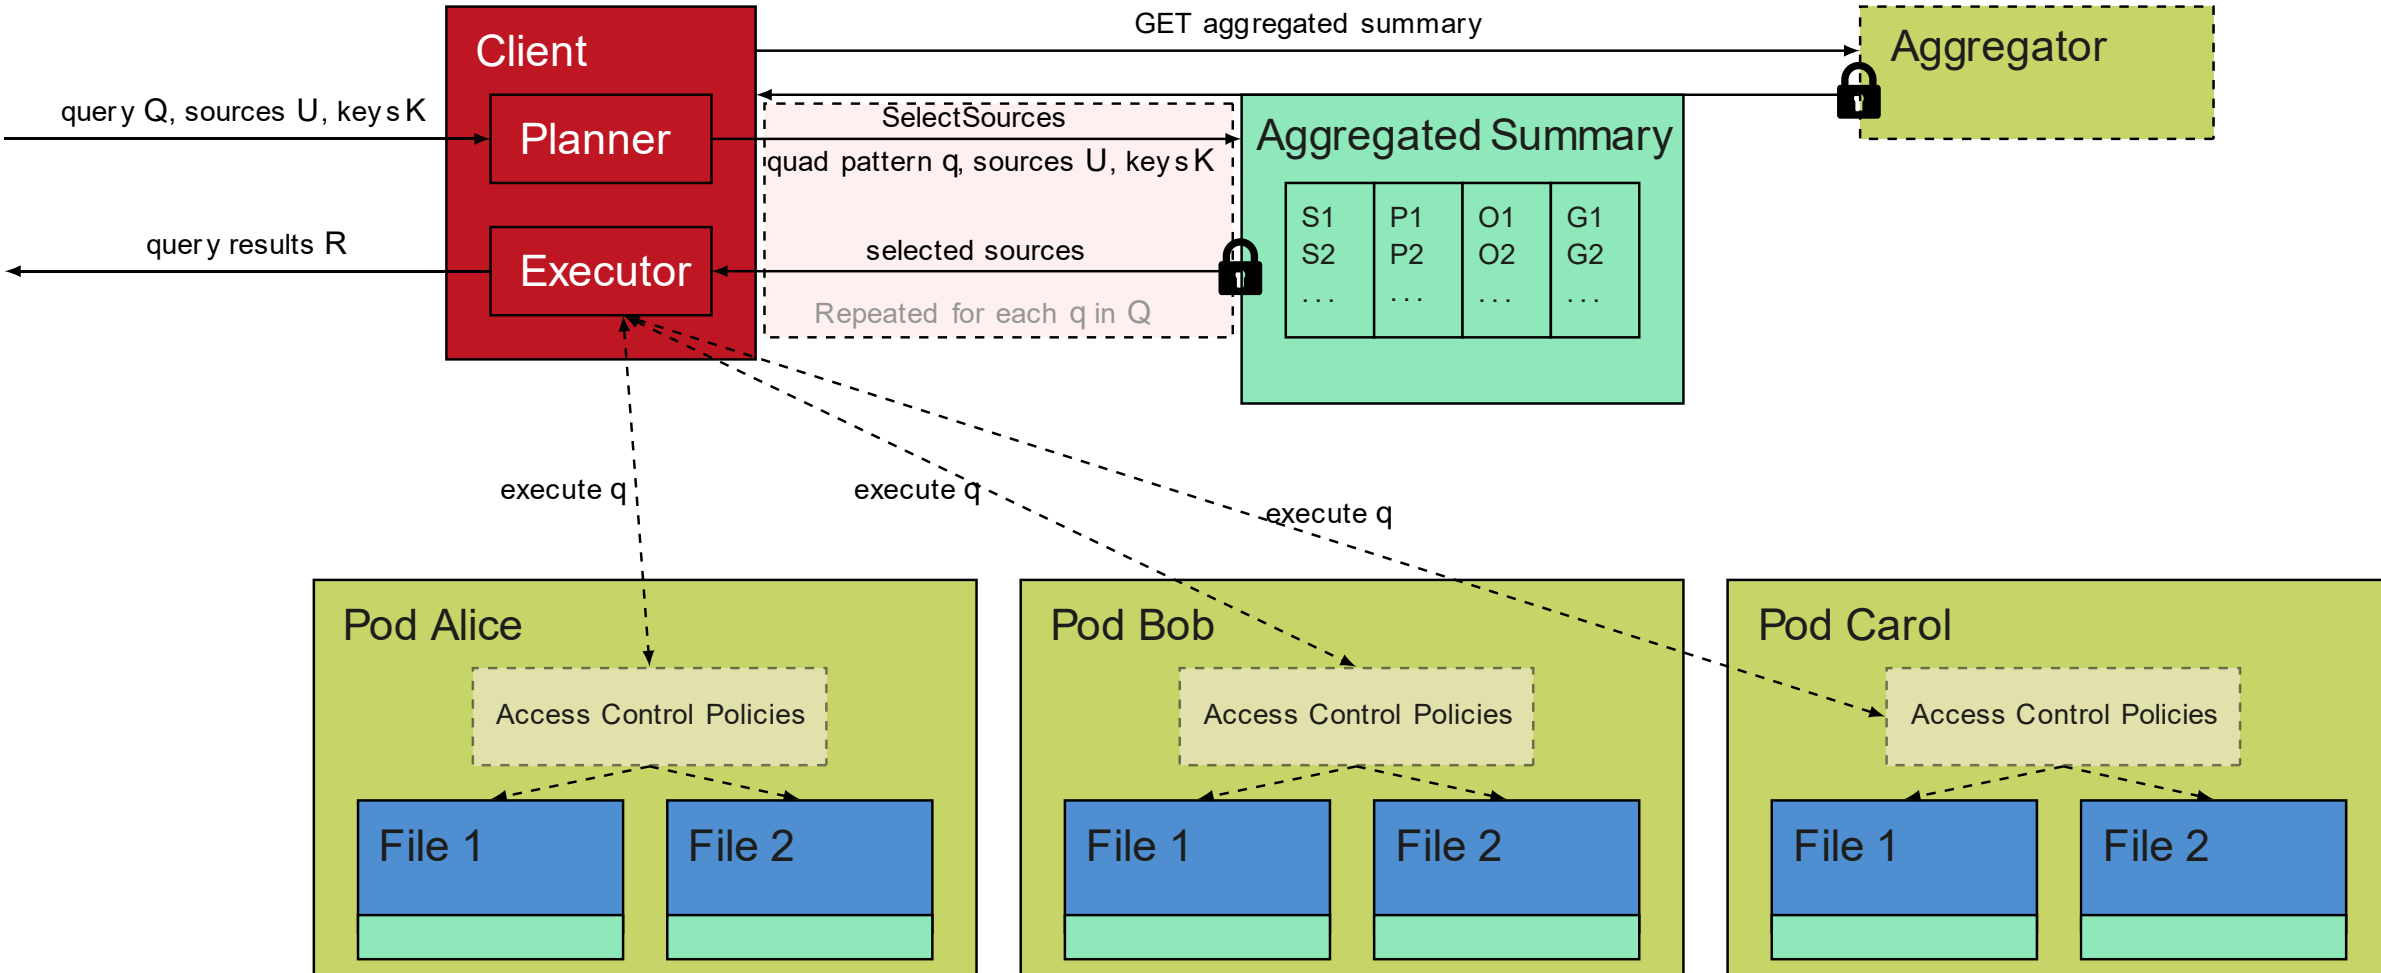 GET aggregated summary
Client
Aggregator
query Q, sources U, keys K
Planner
SelectSources
quad pattern q, sources U, keys K
Aggregated Summary
S1 P1 O1 G1
S2 P2 O2 G2
... ... ... ...
query results R
Executor
selected sources
Repeated for each q in Q
execute q
execute q
execute q
Pod Alice
Access Control Policies
File 1
File 2
Pod Bob
Access Control Policies
File 1
File 2
Pod Carol
Access Control Policies
File 1
File 2